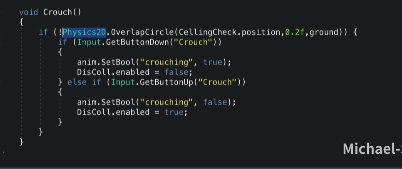 void Crouch()
{
if (!Physics2D.OverlapCircle(CellingCheck.position,0.2f,ground)) {
if (Input.GetButtonDown("Crouch")
{
anim.SetBool("crouching", true);
DisColl.enabled = false;
} else if (Input.GetButtonUp("Crouch"))
{
anim.SetBool("crouching", false);
DisColl.enabled = true;
}
}
}
Michael-